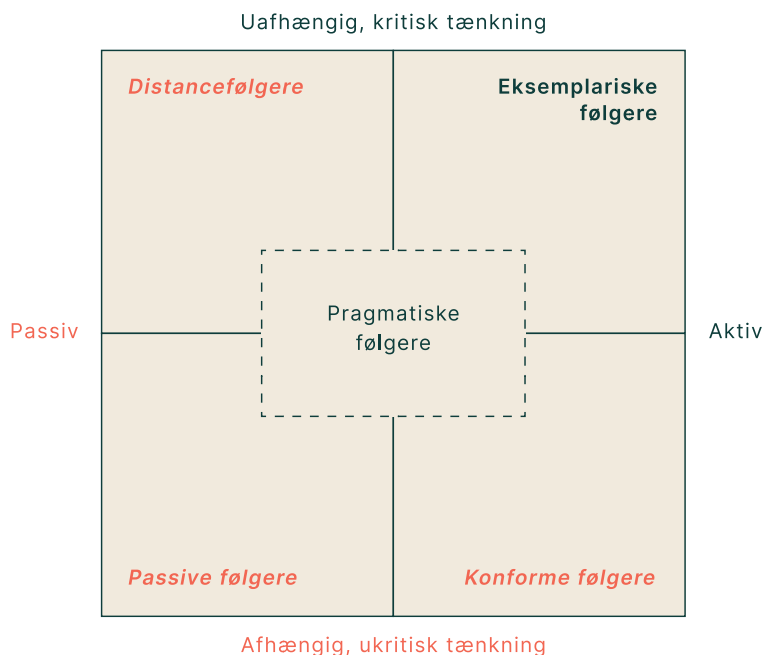 Uafhængig, kritisk tænkning
Distancefølgere
Eksemplariske
følgere
Pragmatiske
følgere
Passiv
Aktiv
Passive følgere
Konforme følgere
Afhængig, ukritisk tænkning